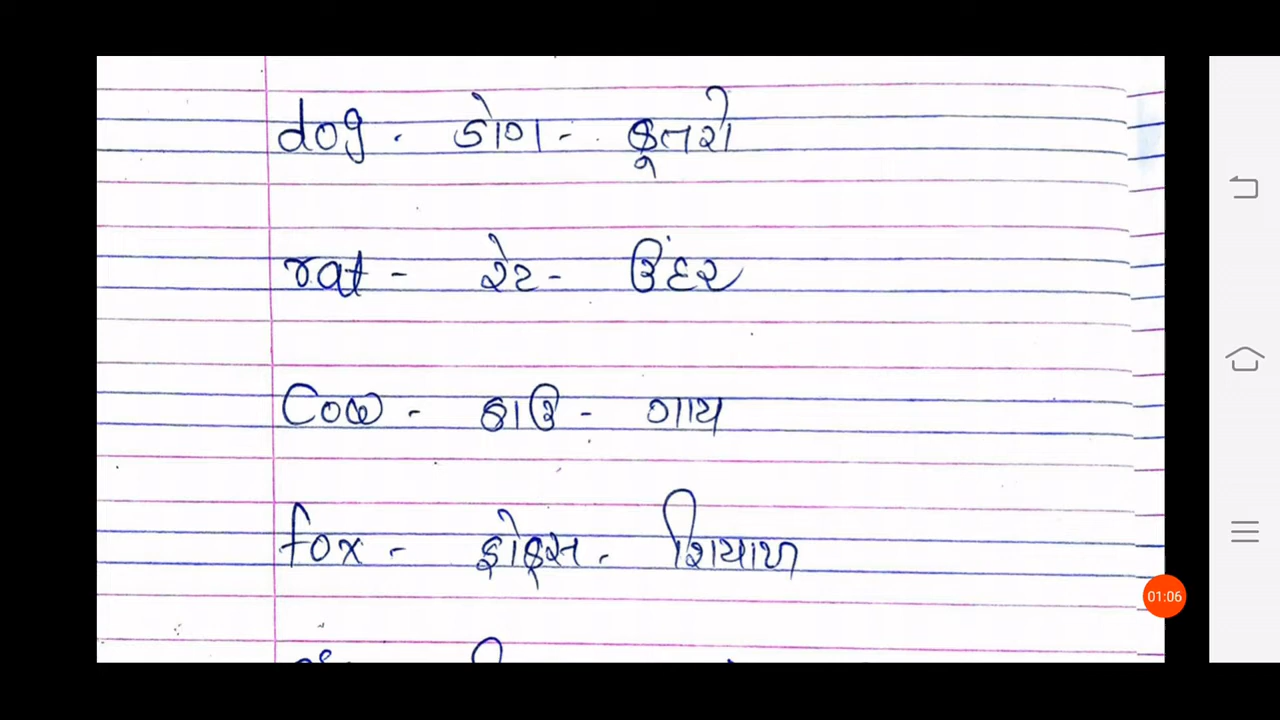 dog. ડોગ - કૂતરો
rat - રેટ - ઉંદર
Cow - કાઉ - ગાય
fox - ફોક્સ - શિયાળ
01:06